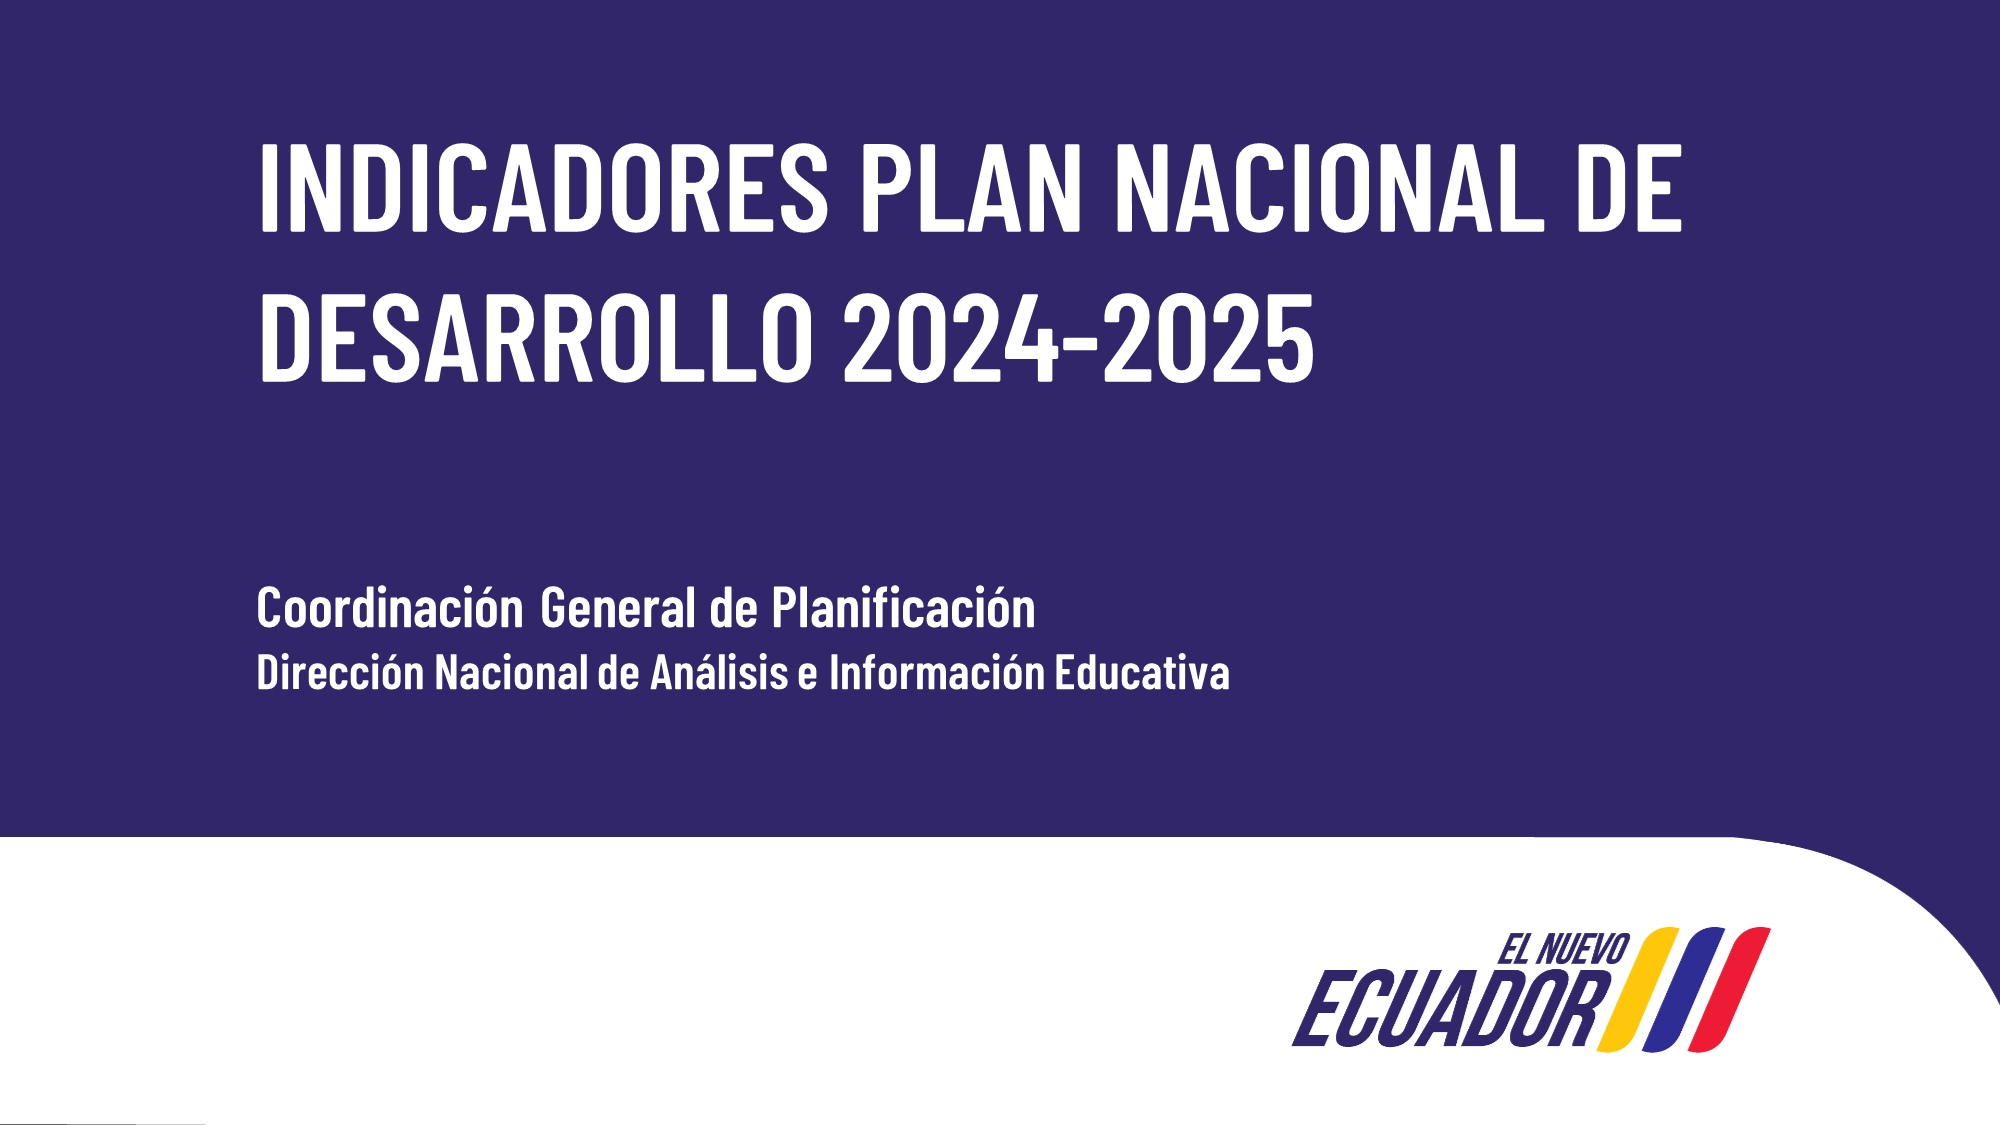 INDICADORES PLAN NACIONAL DE
DESARROLLO 2024-2025
Coordinación General de Planificación
Dirección Nacional de Análisis e Información Educativa
EL NUEVO
ECUADOR